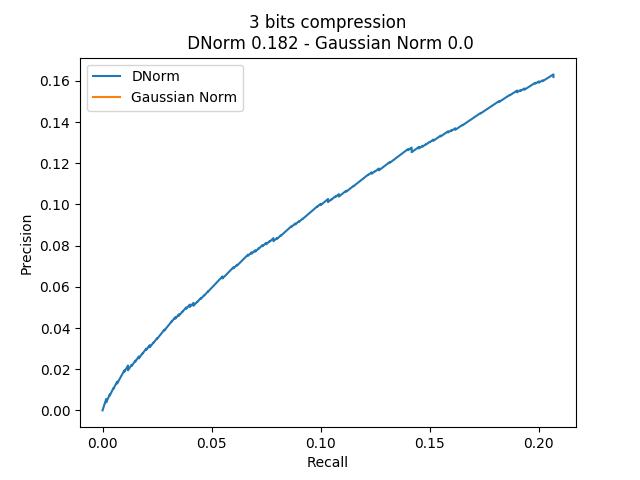 3 bits compression
DNorm 0.182 - Gaussian Norm 0.0
DNorm
Gaussian Norm
0.16
0.14
0.12
0.10
0.08
0.06
0.04
0.02
0.00
Precision
0.00 0.05 0.10 0.15 0.20
Recall